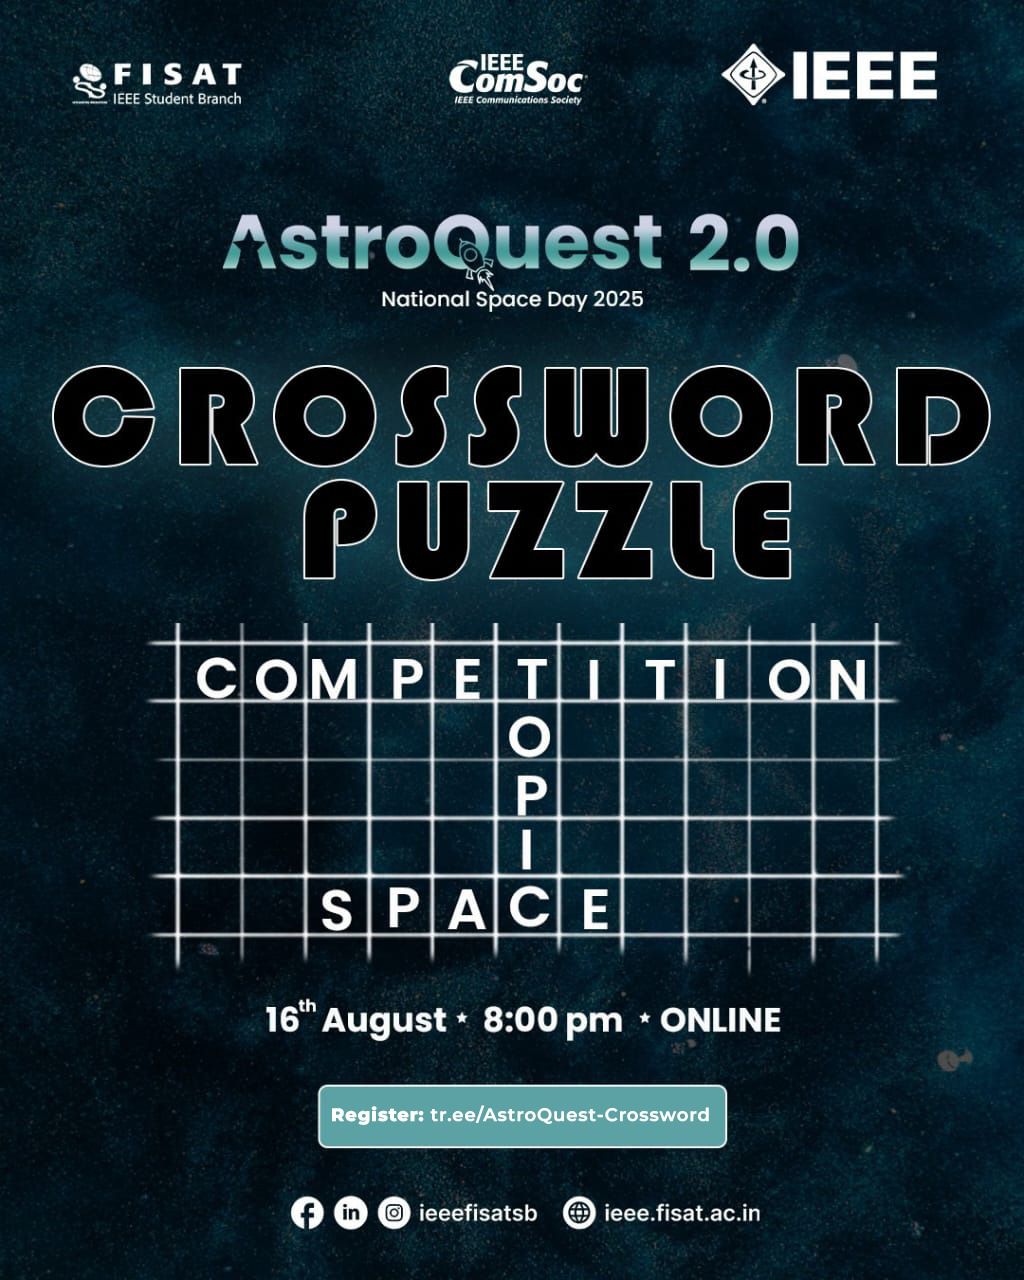 FISAT
IEEE Student Branch
IEEE
ComSoc
IEEE Communications Society
IEEE
AstroQuest 2.0
National Space Day 2025
CROSSWORD
PUZZLE
COMPETITION
O
P
I
SPACE
16th August ★ 8:00 pm ★ ONLINE
Register: tr.ee/AstroQuest-Crossword
ieeefisatsb ieee.fisat.ac.in